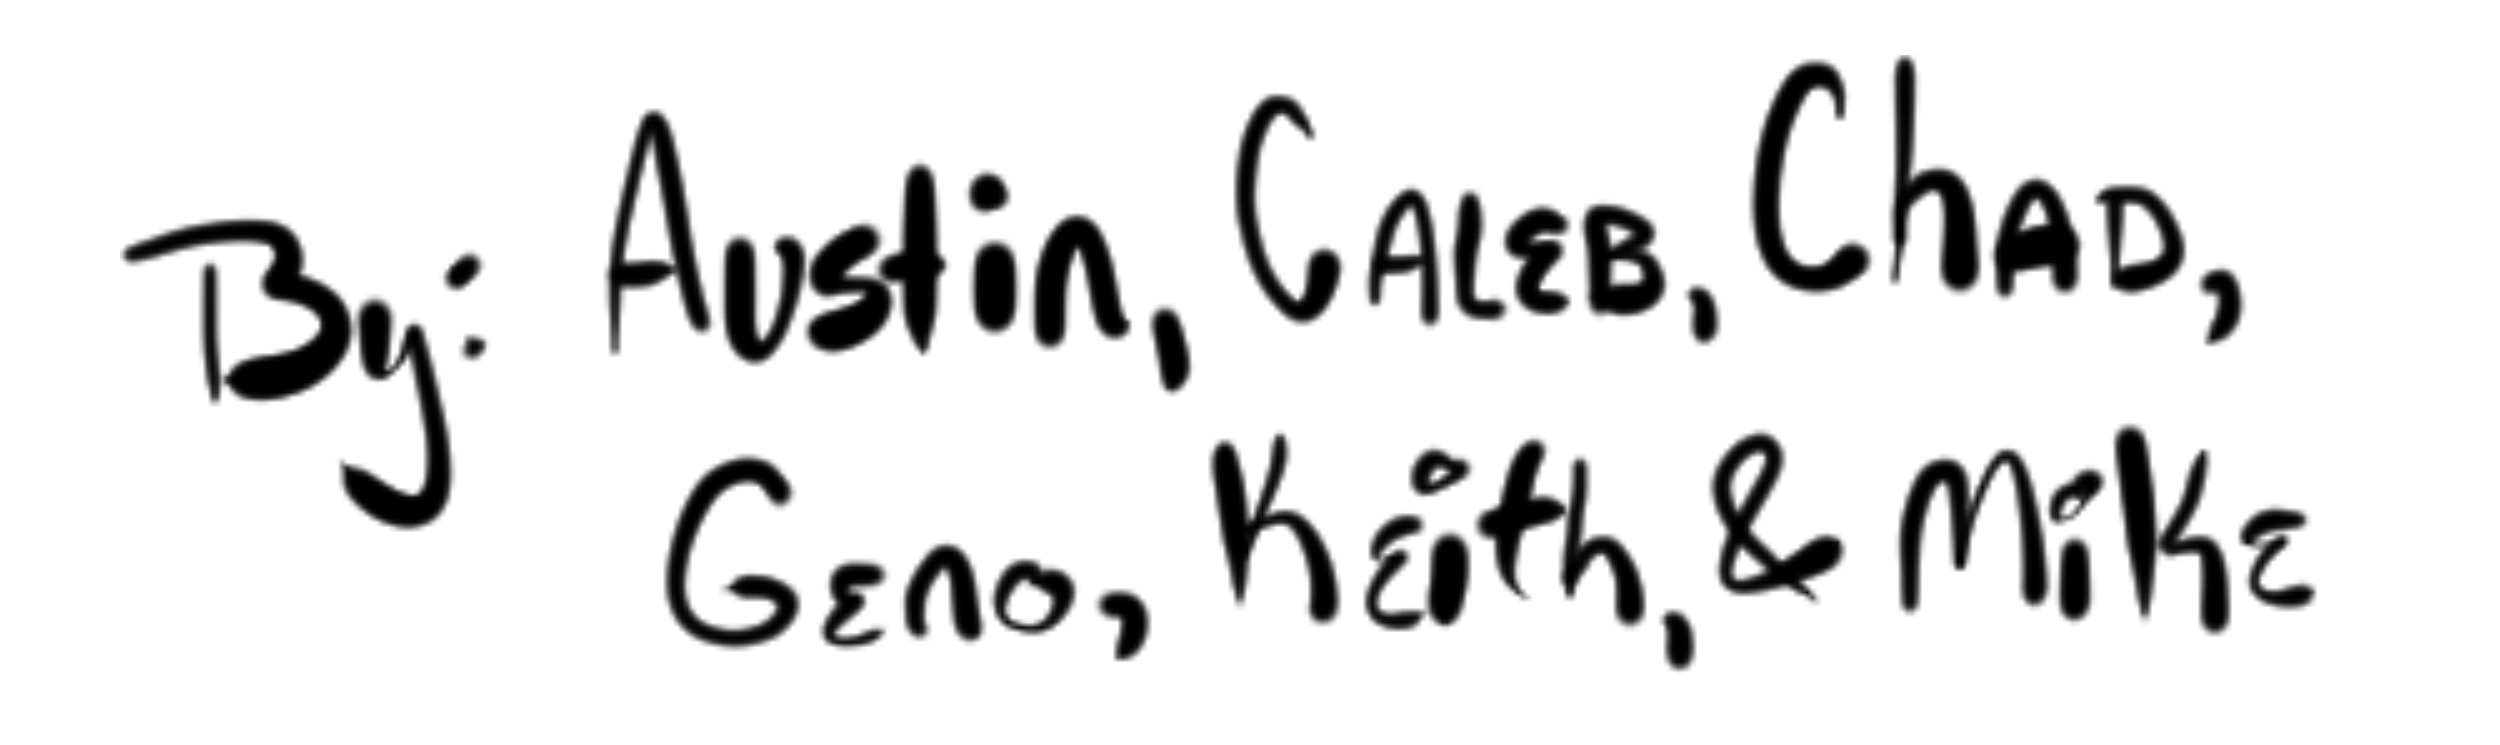 By: Austin, Caleb, Chad,
Geno, Keith, & Mike